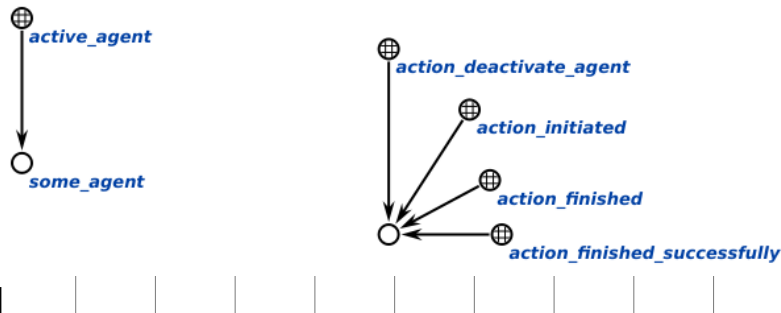 active_agent
action_deactivate_agent
action_initiated
some_agent
action_finished
action_finished_successfully